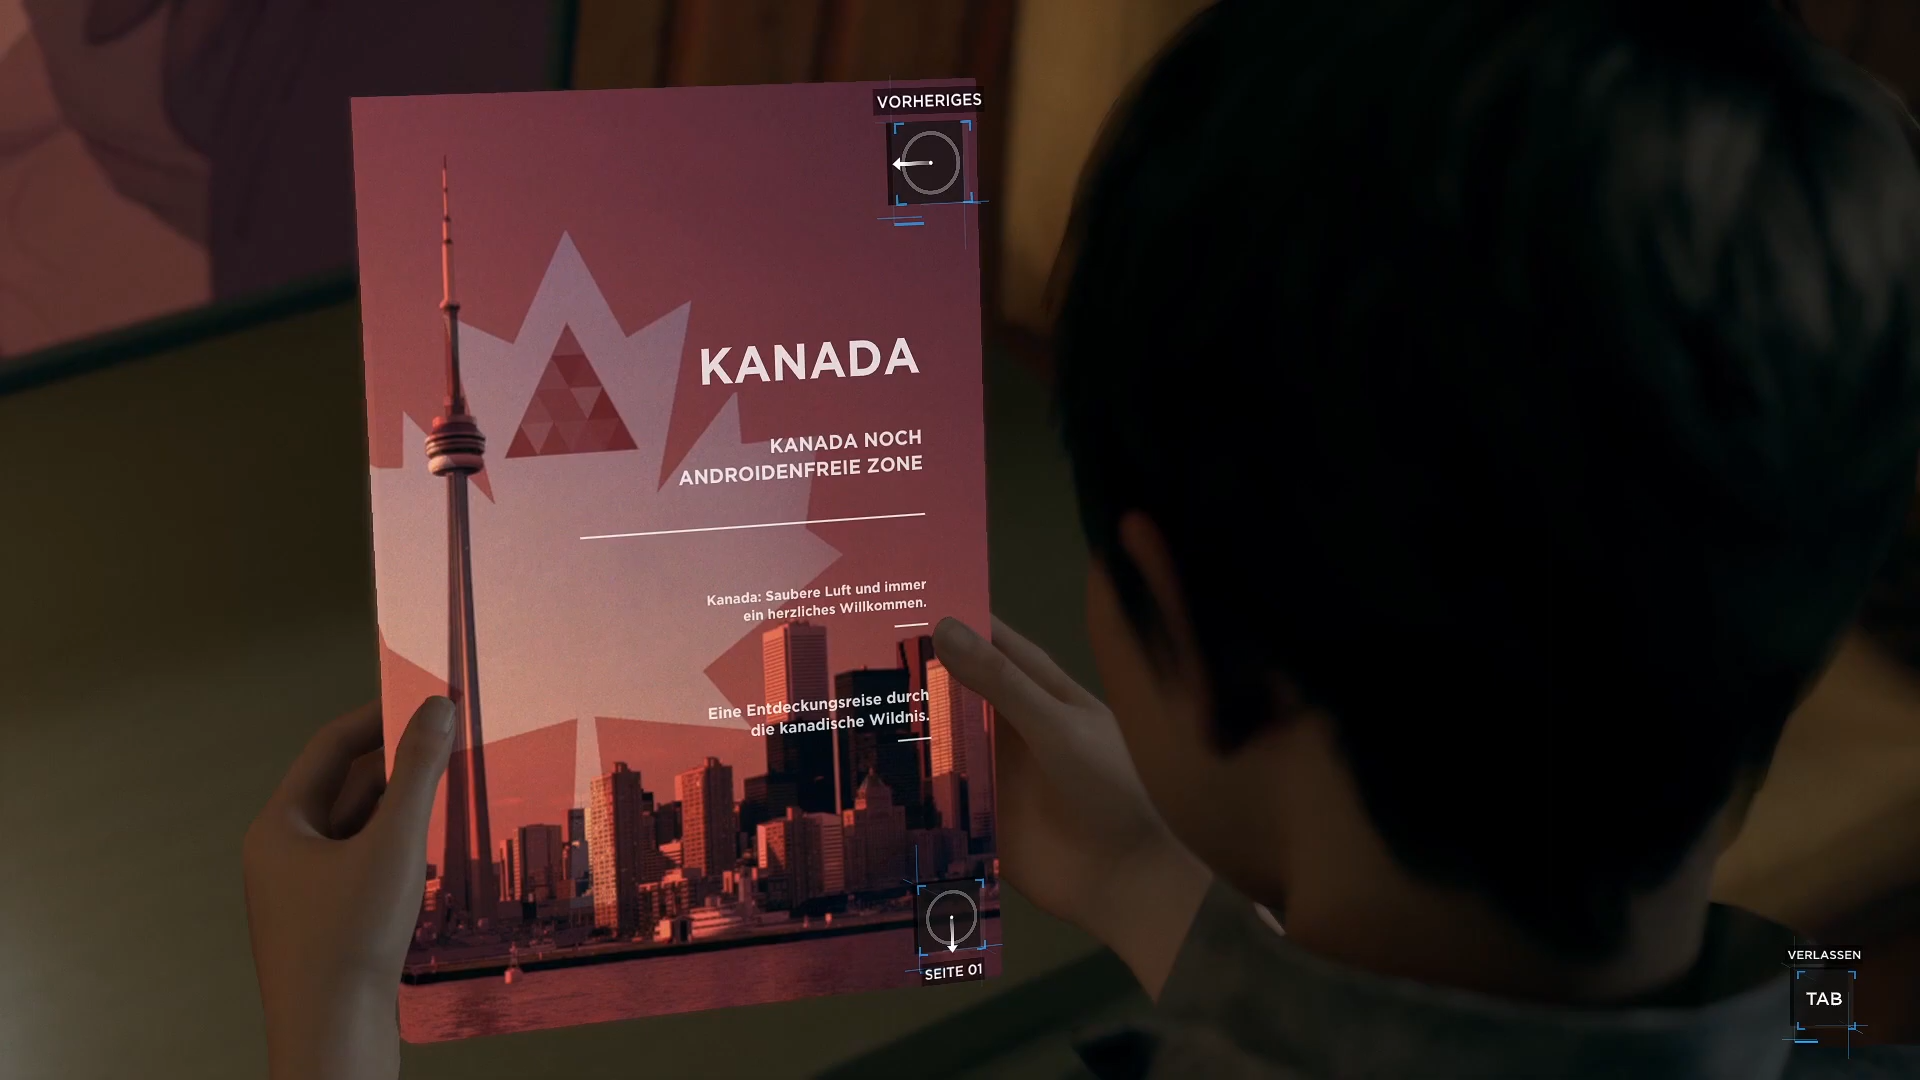 VORHERIGES
KANADA
KANADA NOCH
ANDROIDENFREIE ZONE
Kanada: Saubere Luft und immer
ein herzliches Willkommen.
Eine Entdeckungsreise durch
die kanadische Wildnis.
SEITE 01
VERLASSEN
TAB